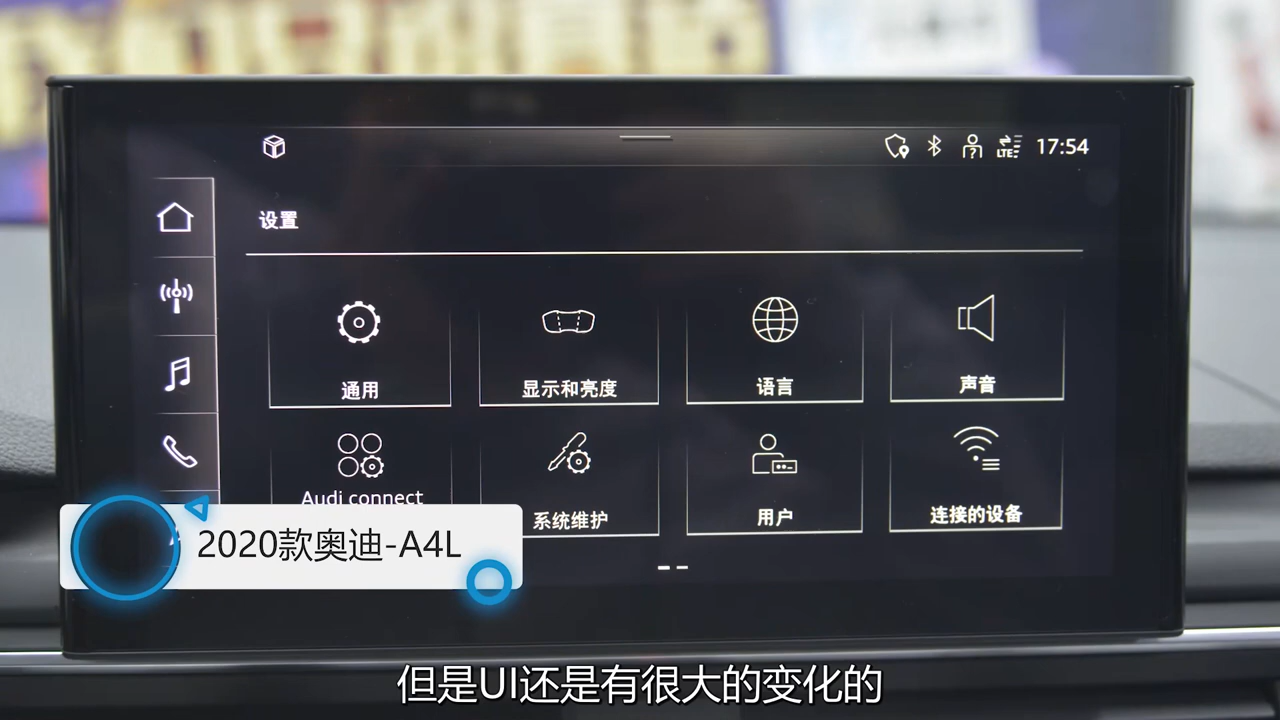 LTE 17:54
设置
通用
显示和亮度
语言
声音
Audi connect
系统维护
用户
连接的设备
2020款奥迪-A4L
但是UI还是有很大的变化的